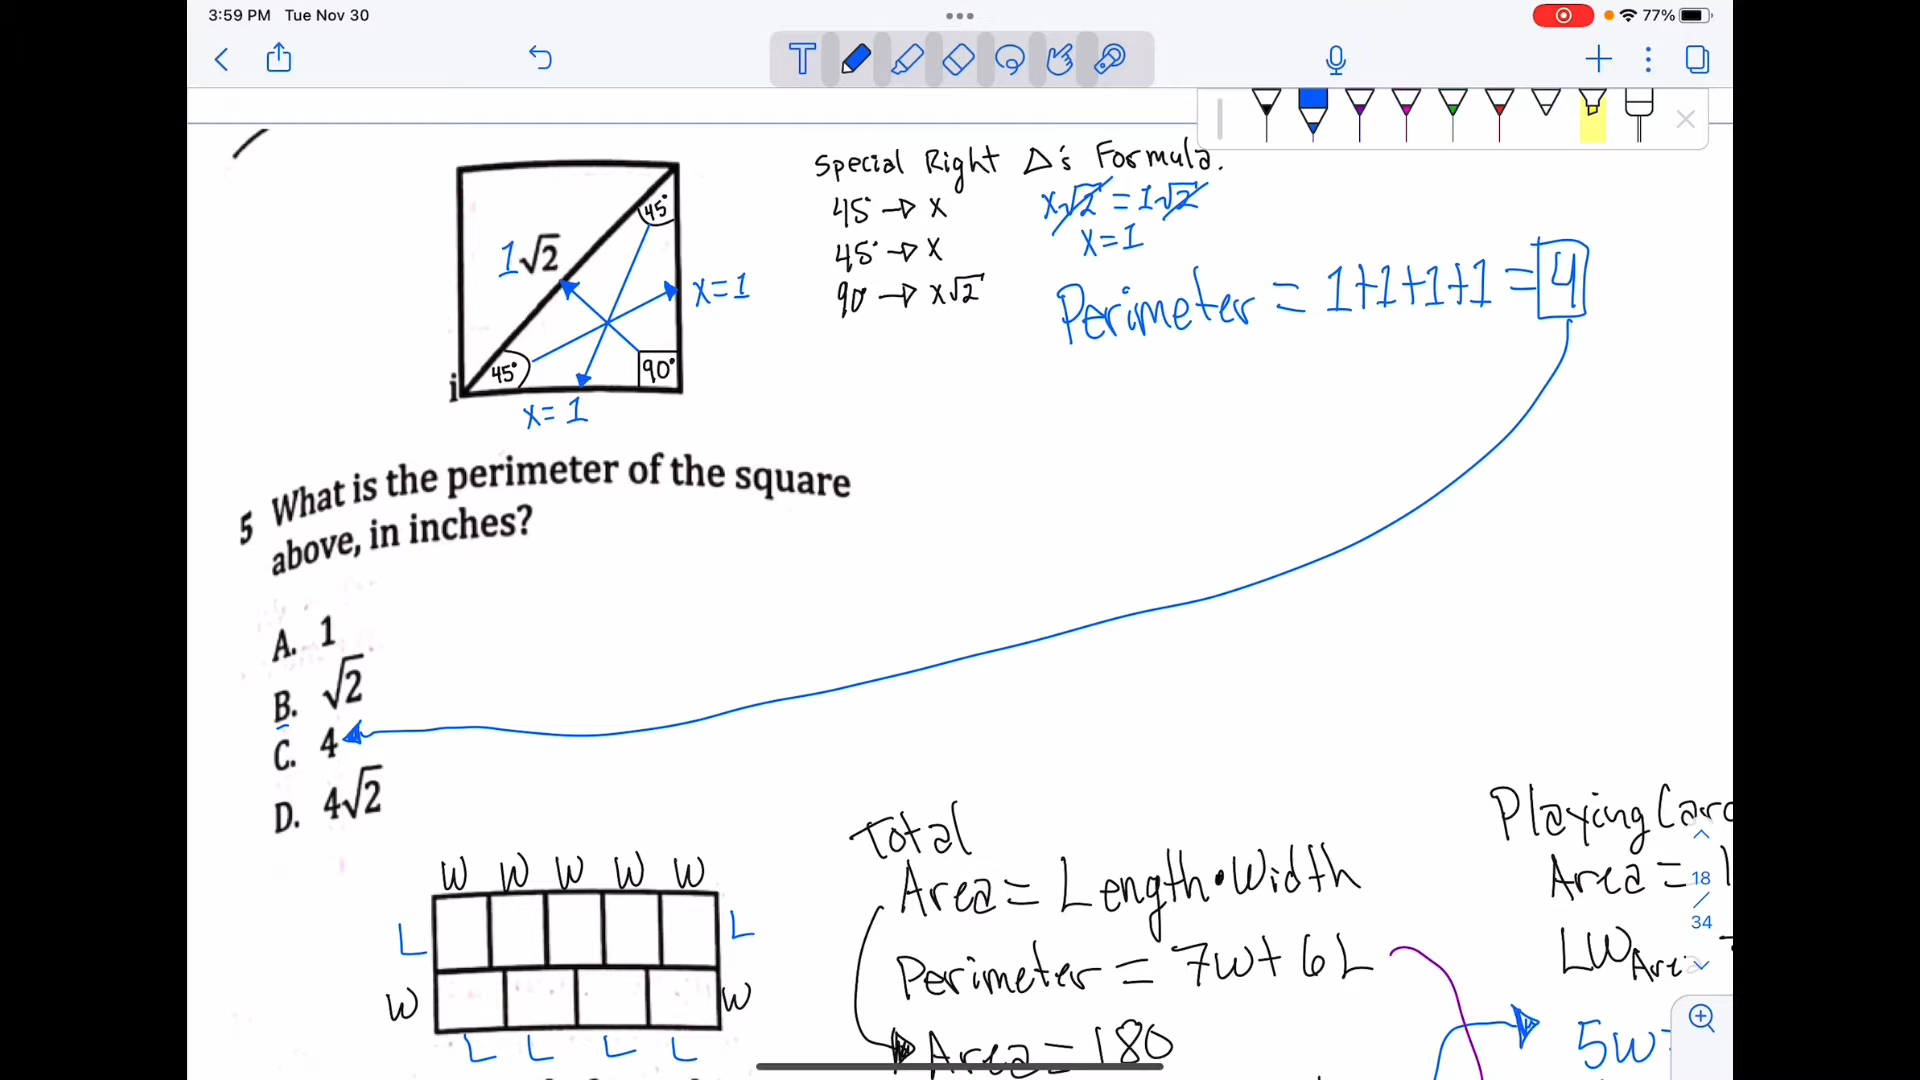 3:59 PM Tue Nov 30
77%
T
Special Right Δ's Formula.
45° → x
x√2 = 1√2
45° → x
x=1
90° → x√2
Perimeter = 1+1+1+1 = 4
45°
1√2
x=1
45°
90°
i
x= 1
5 What is the perimeter of the square
above, in inches?
A. 1
B. √2
C. 4
D. 4√2
W W W W W
L L
W W
L L L L
Total
Area = Length•Width
Perimeter = 7W+ 6L
Area = 180
Playing Car
Area =
LW
5W
18
/
34